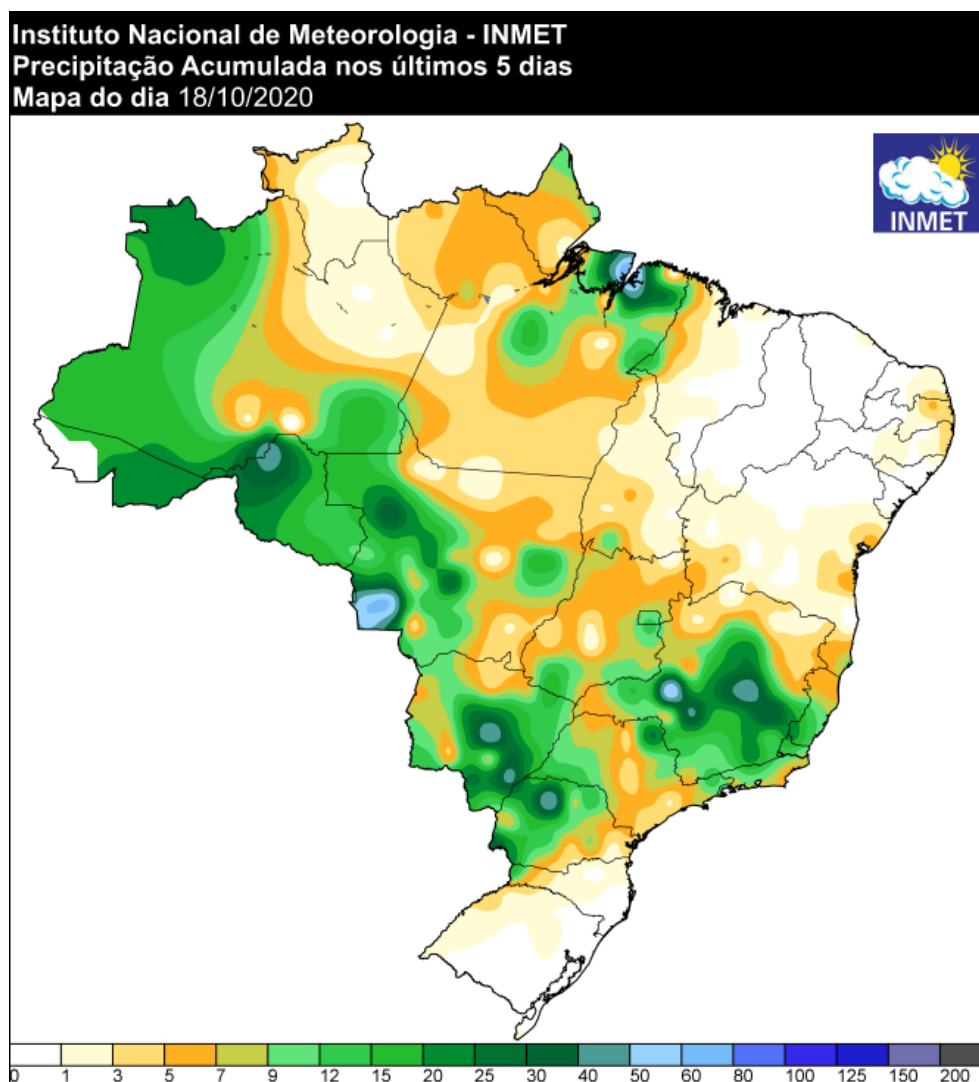 Instituto Nacional de Meteorologia - INMET
Precipitação Acumulada nos últimos 5 dias
Mapa do dia 18/10/2020
INMET
0 1 3 5 7 9 12 15 20 25 30 40 50 60 80 100 125 150 200